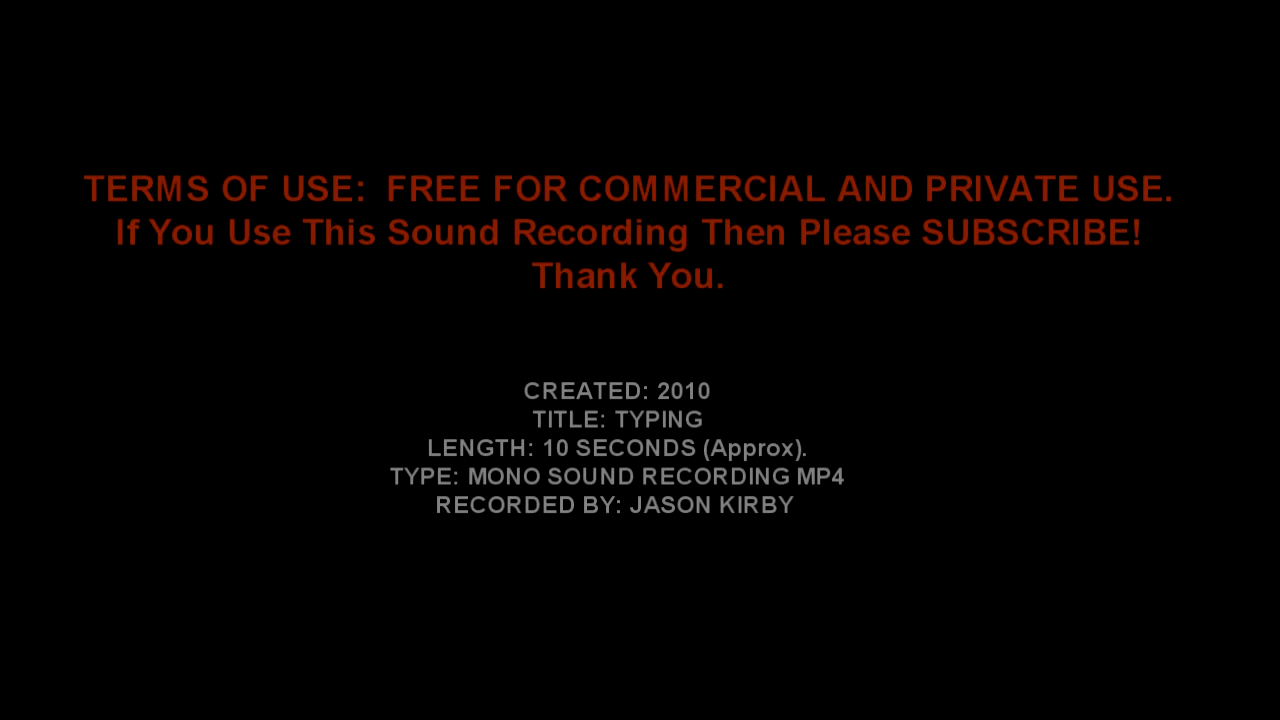 TERMS OF USE:  FREE FOR COMMERCIAL AND PRIVATE USE.
If You Use This Sound Recording Then Please SUBSCRIBE!
Thank You.
CREATED: 2010
TITLE: TYPING
LENGTH: 10 SECONDS (Approx).
TYPE: MONO SOUND RECORDING MP4
RECORDED BY: JASON KIRBY